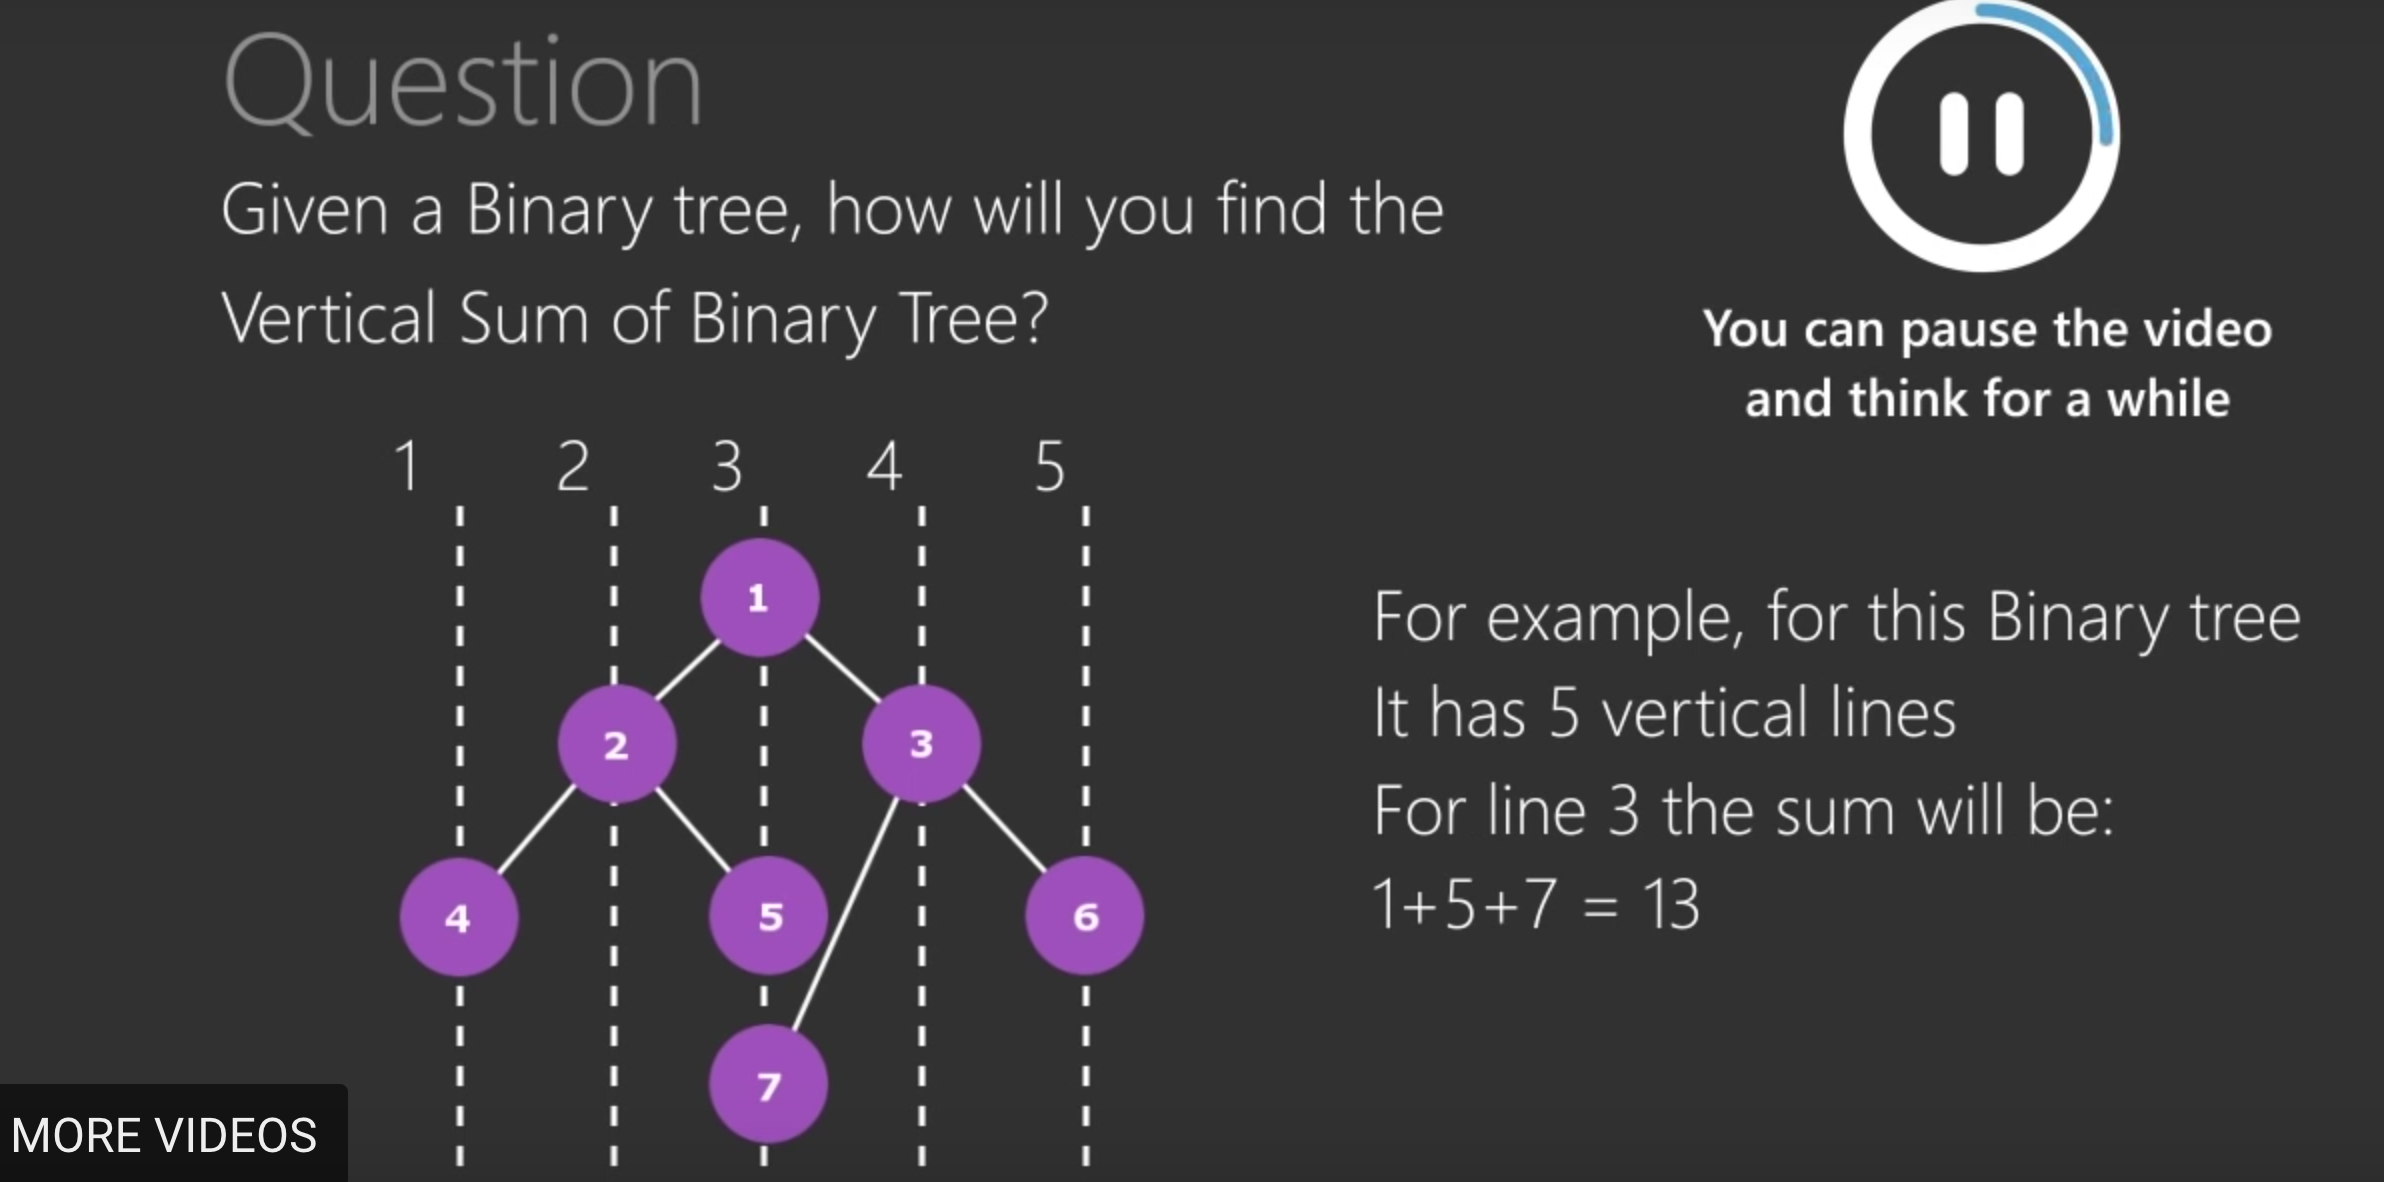 Question
Given a Binary tree, how will you find the
Vertical Sum of Binary Tree?
You can pause the video
and think for a while
1 2 3 4 5
1
2 3
4 5 6
7
For example, for this Binary tree
It has 5 vertical lines
For line 3 the sum will be:
1+5+7 = 13
MORE VIDEOS